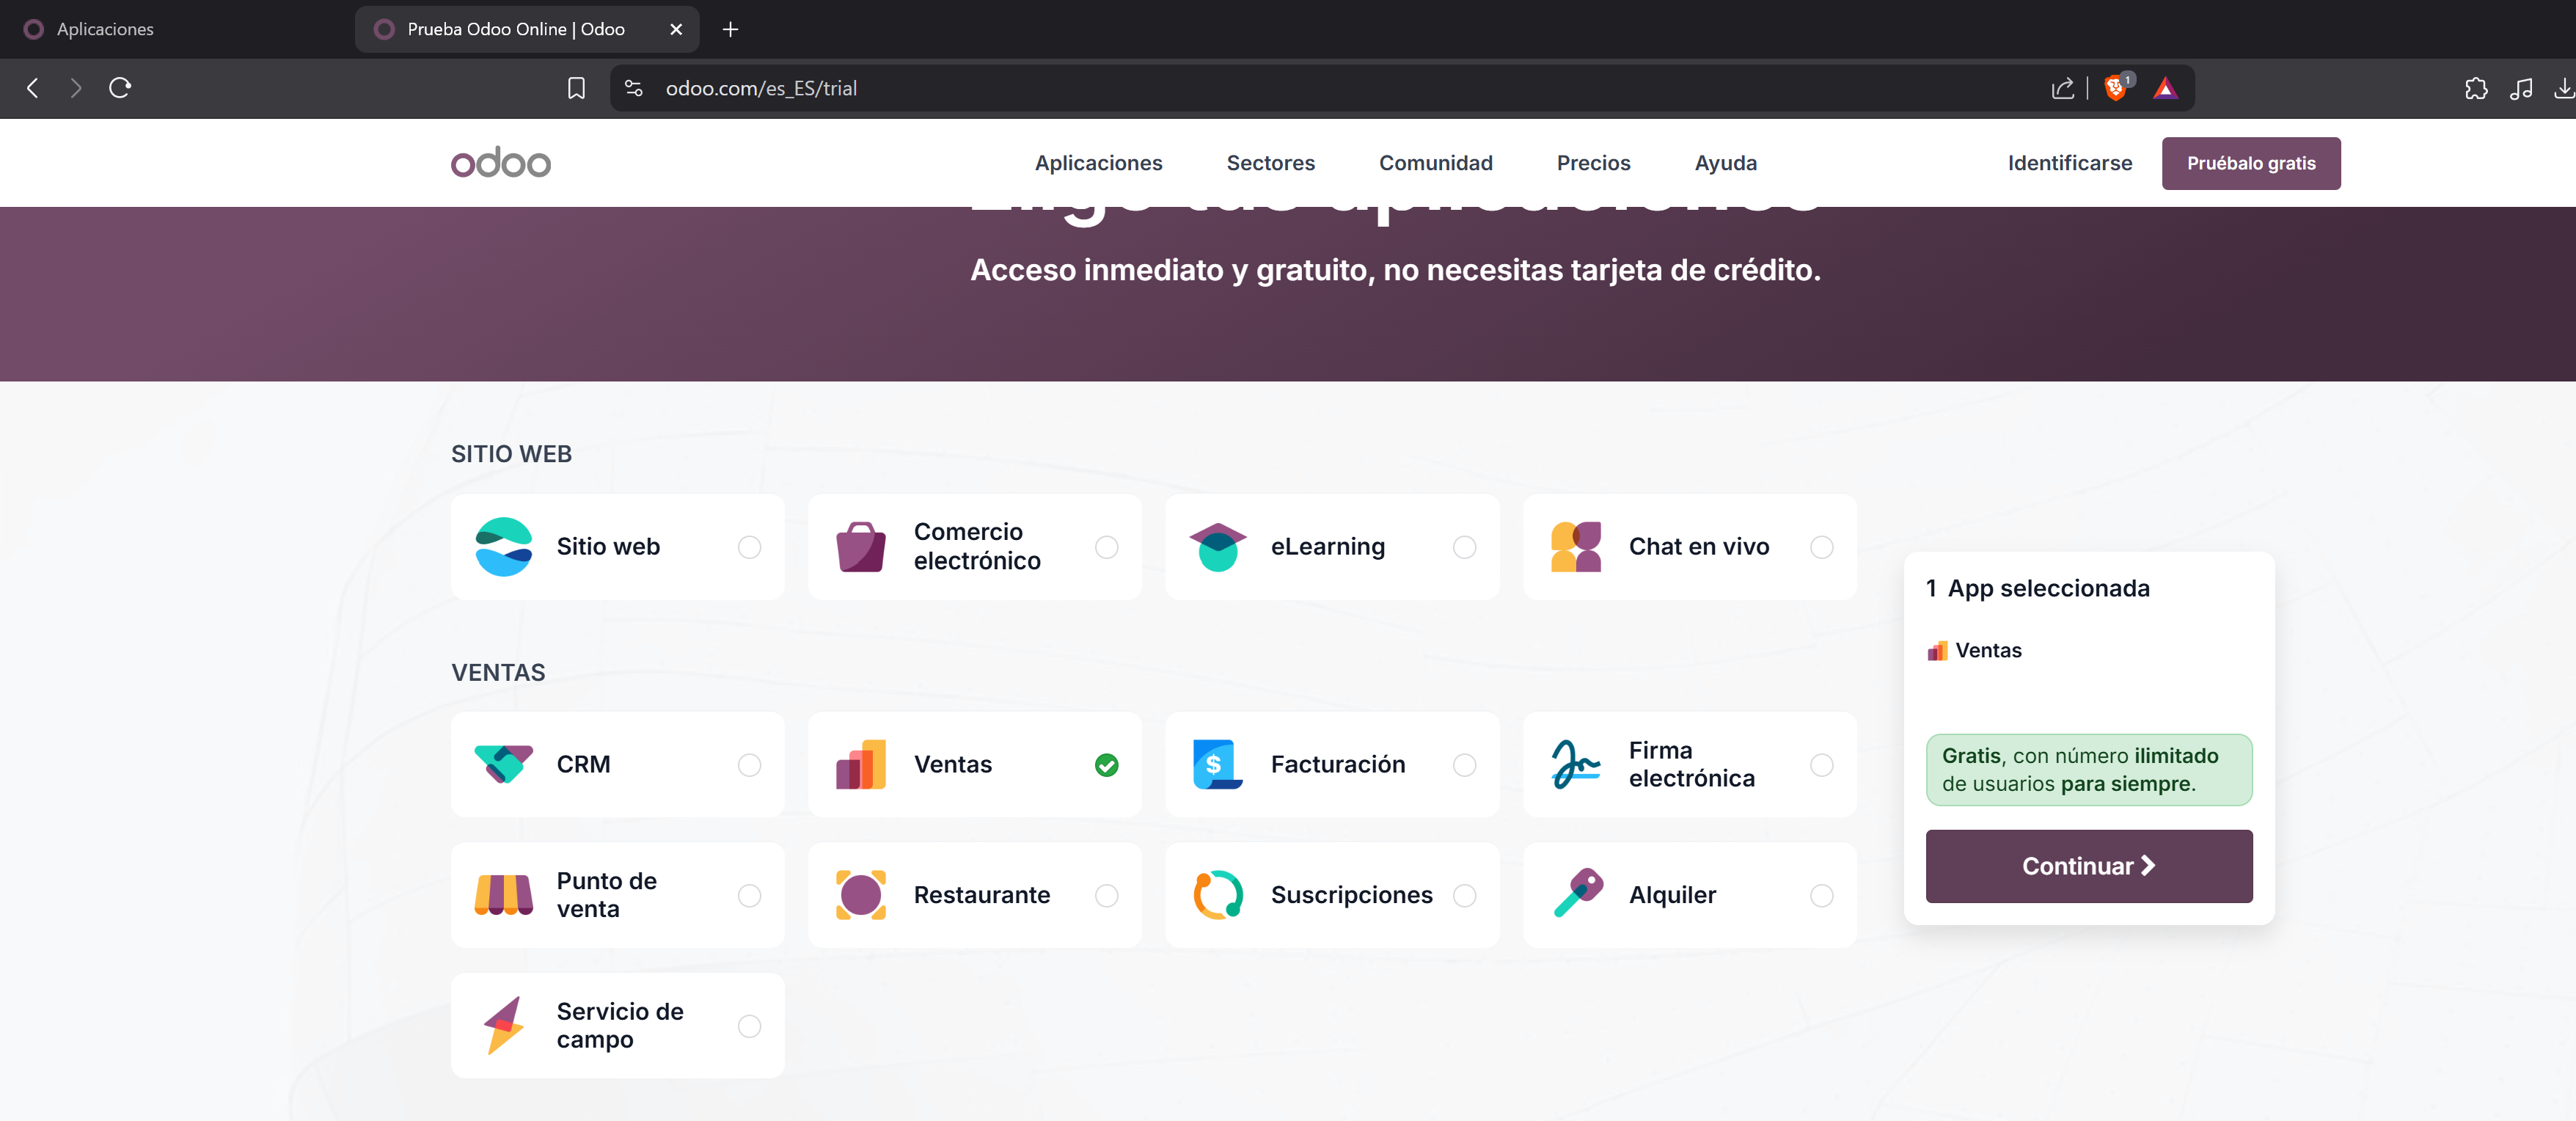 Aplicaciones
Prueba Odoo Online | Odoo
odoo.com/es_ES/trial
1
odoo
Aplicaciones
Sectores
Comunidad
Precios
Ayuda
Identificarse
Pruébalo gratis
Acceso inmediato y gratuito, no necesitas tarjeta de crédito.
SITIO WEB
Sitio web
Comercio
electrónico
eLearning
Chat en vivo
VENTAS
CRM
Ventas
$
Facturación
Firma
electrónica
Punto de
venta
Restaurante
Suscripciones
Alquiler
Servicio de
campo
1 App seleccionada
Ventas
Gratis, con número ilimitado
de usuarios para siempre.
Continuar